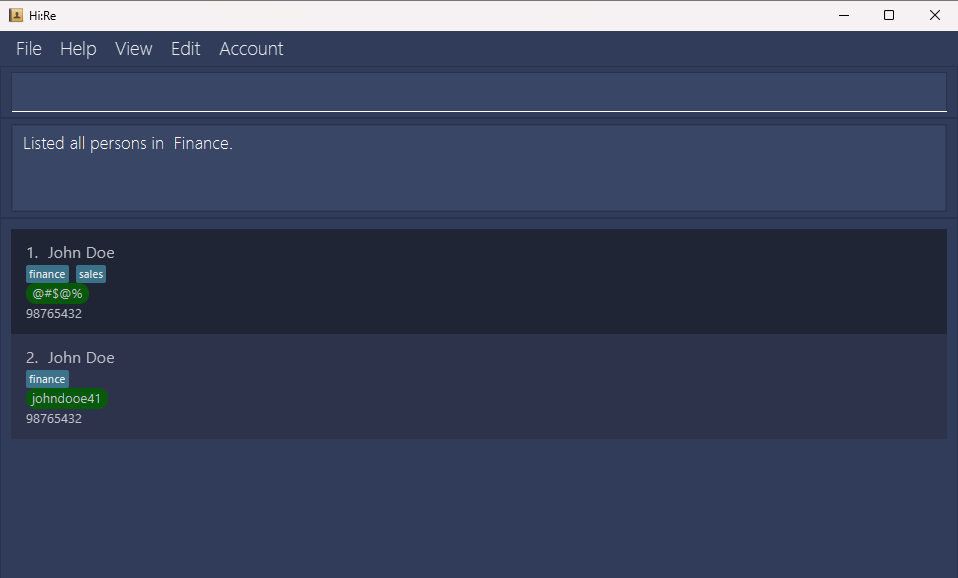 Hi:Re
File Help View Edit Account
Listed all persons in  Finance.
1. John Doe
finance sales
@#$@%
98765432
2. John Doe
finance
johndooe41
98765432